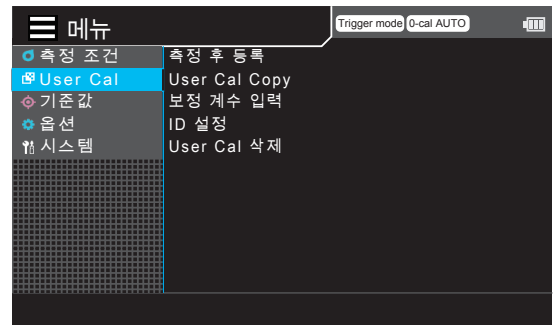 메뉴
Trigger mode 0-cal AUTO
측정 조건
User Cal
기준값
옵션
시스템
측정 후 등록
User Cal Copy
보정 계수 입력
ID 설정
User Cal 삭제